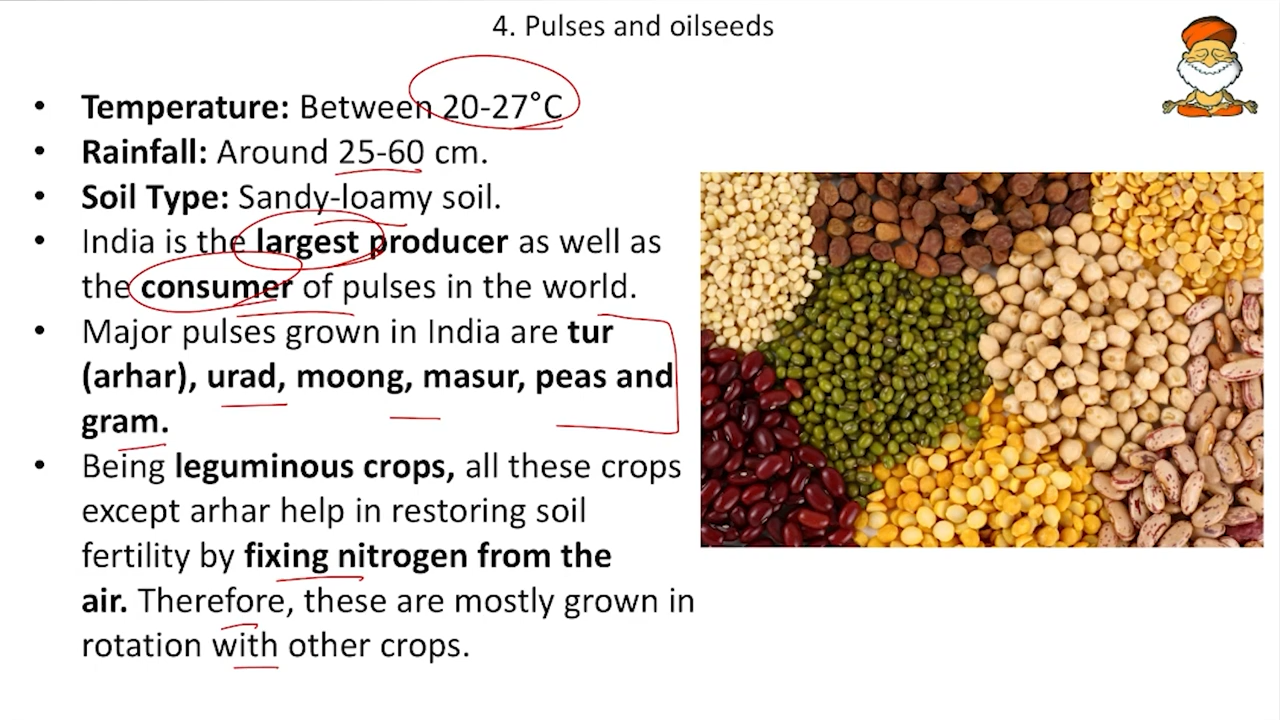 4. Pulses and oilseeds
• Temperature: Between 20-27°C
• Rainfall: Around 25-60 cm.
• Soil Type: Sandy-loamy soil.
• India is the largest producer as well as
the consumer of pulses in the world.
• Major pulses grown in India are tur
(arhar), urad, moong, masur, peas and
gram.
• Being leguminous crops, all these crops
except arhar help in restoring soil
fertility by fixing nitrogen from the
air. Therefore, these are mostly grown in
rotation with other crops.